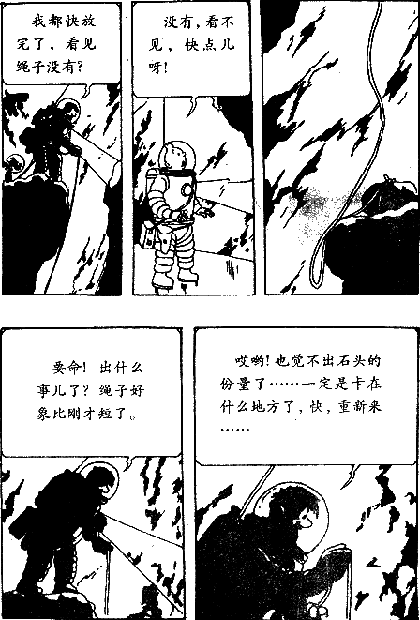 我都快放
完了，看见
绳子没有？
没有，看不
见，快点儿
呀！
要命！出什么
事儿了？绳子好
象比刚才短了。
哎哟！也觉不出石头的
份量了……一定是卡在
什么地方了，快，重新来
……